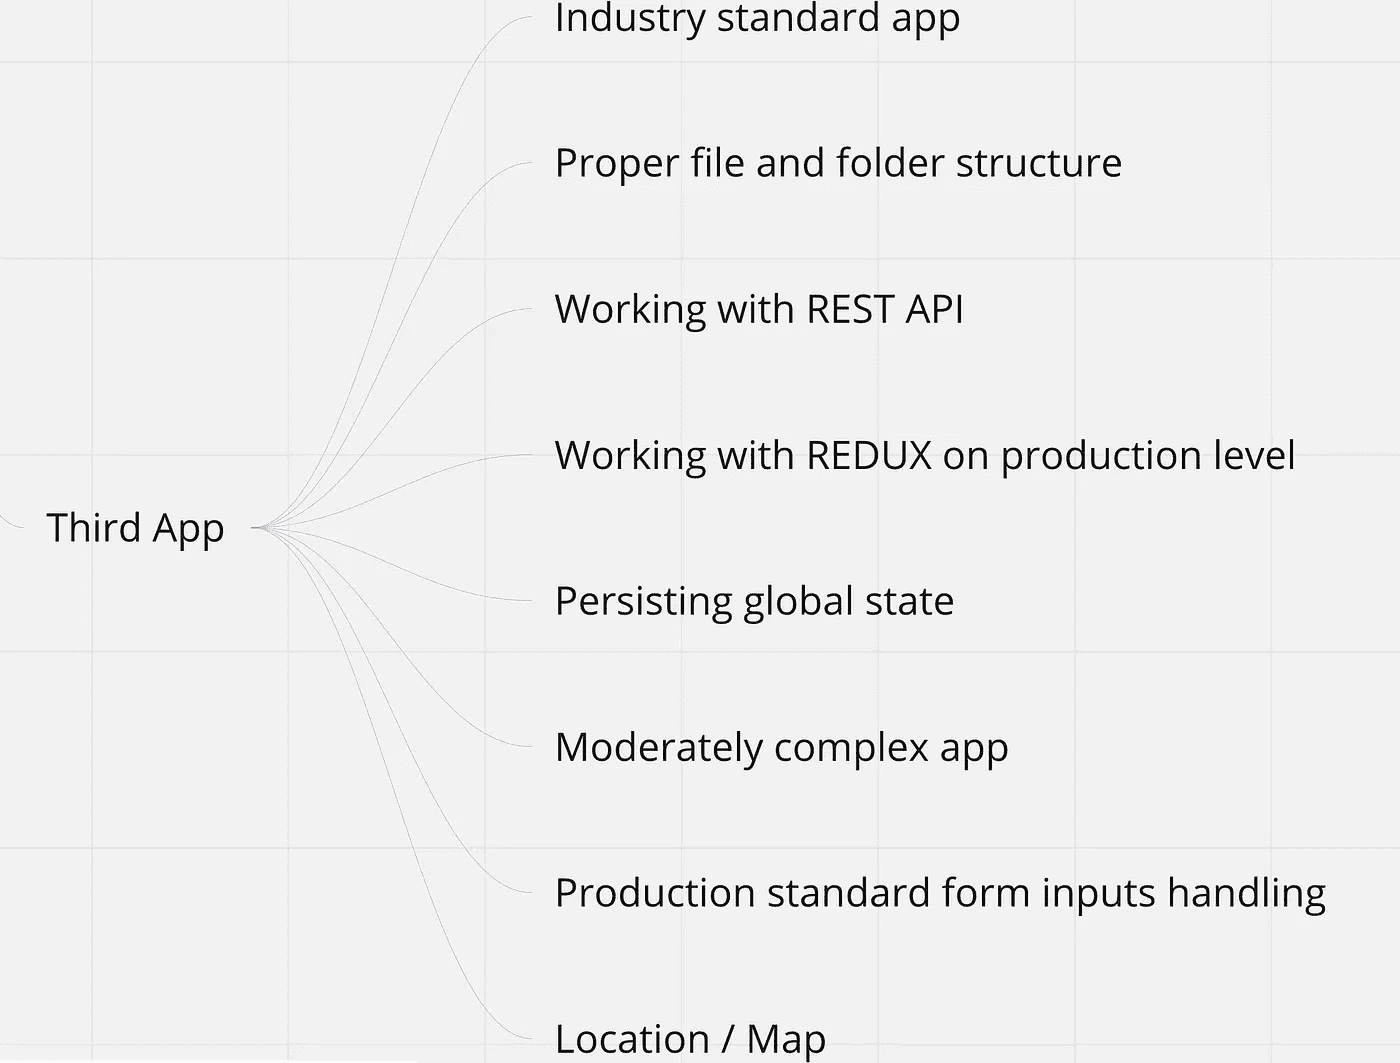 Industry standard app
Proper file and folder structure
Working with REST API
Working with REDUX on production level
Third App
Persisting global state
Moderately complex app
Production standard form inputs handling
Location / Map